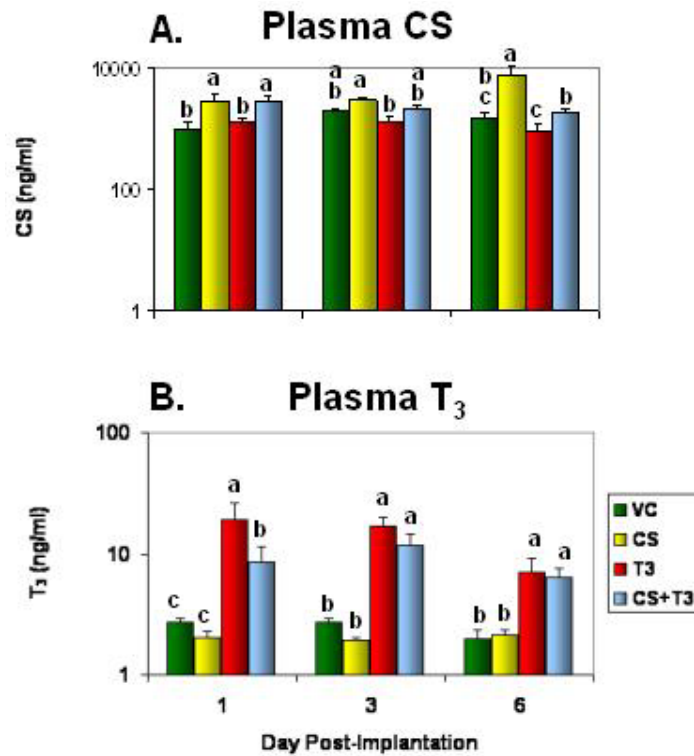 A. Plasma CS
CS (ng/ml)
10000
100
1
b
a
b
a
a
b
a
b
a
b
b
c
a
c
b
B. Plasma T₃
T₃ (ng/ml)
100
10
1
c
c
a
b
b
b
a
a
b
b
a
a
VC
CS
T3
CS+T3
1 3 6
Day Post-Implantation